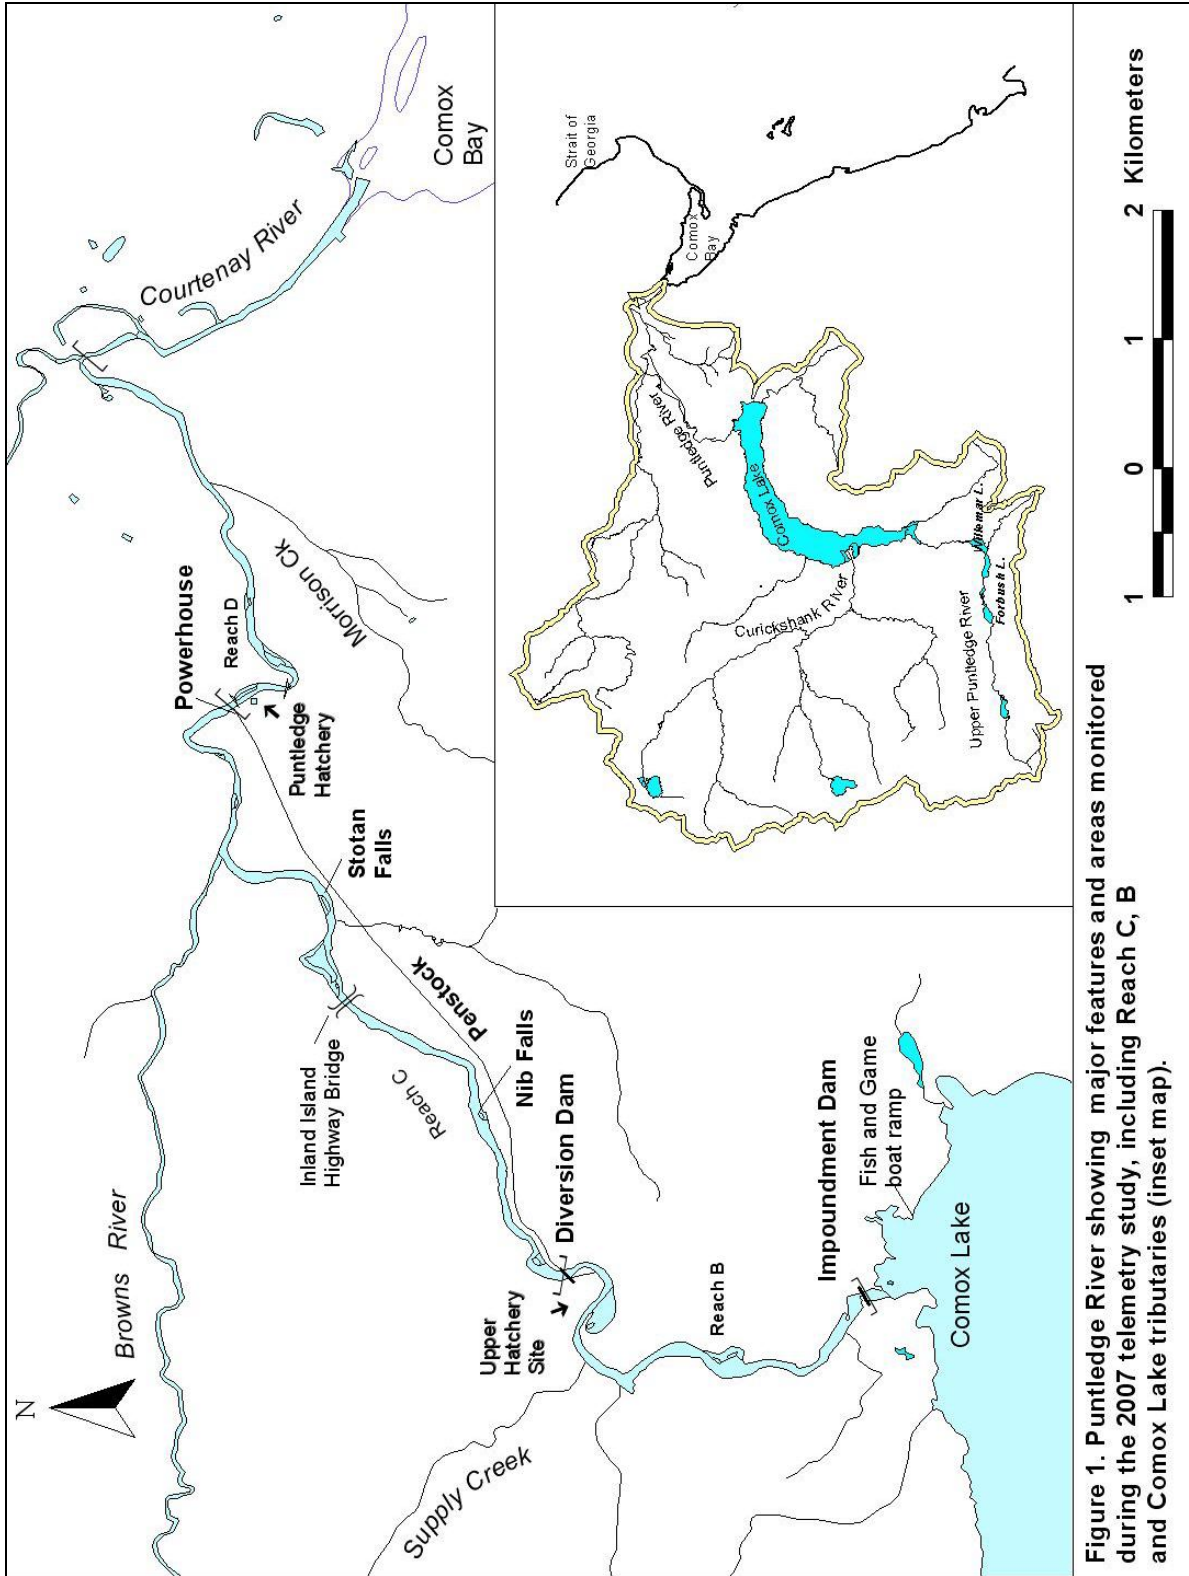 N
Browns River
Supply Creek
Upper
Hatchery
Site
Diversion Dam
Reach B
Impoundment Dam
Fish and Game
boat ramp
Comox Lake
Inland Island
Highway Bridge
Reach C
Nib Falls
Penstock
Stotan
Falls
Powerhouse
Reach D
Puntledge
Hatchery
Morrison Ck
Courtenay River
Comox
Bay
Strait of
Georgia
Comox
Bay
Puntledge River
Comox Lake
Curickshank River
Upper Puntledge River
Willemar L.
Forbush L.
1 0 1 2 Kilometers
Figure 1. Puntledge River showing major features and areas monitored
during the 2007 telemetry study, including Reach C, B
and Comox Lake tributaries (inset map).